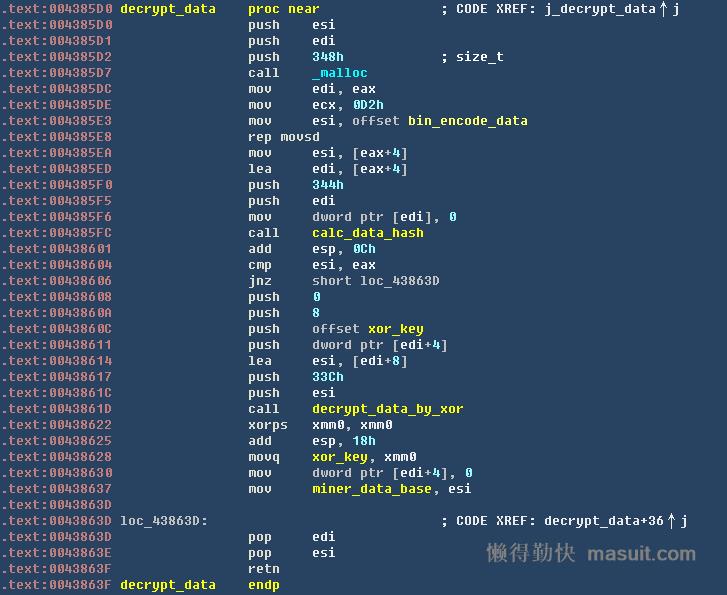 .text:004385D0 decrypt_data    proc near               ; CODE XREF: j_decrypt_data↑j
.text:004385D0                 push    esi
.text:004385D1                 push    edi
.text:004385D2                 push    348h            ; size_t
.text:004385D7                 call    _malloc
.text:004385DC                 mov     edi, eax
.text:004385DE                 mov     ecx, 0D2h
.text:004385E3                 mov     esi, offset bin_encode_data
.text:004385E8                 rep movsd
.text:004385EA                 mov     esi, [eax+4]
.text:004385ED                 lea     edi, [eax+4]
.text:004385F0                 push    344h
.text:004385F5                 push    edi
.text:004385F6                 mov     dword ptr [edi], 0
.text:004385FC                 call    calc_data_hash
.text:00438601                 add     esp, 0Ch
.text:00438604                 cmp     esi, eax
.text:00438606                 jnz     short loc_43863D
.text:00438608                 push    0
.text:0043860A                 push    8
.text:0043860C                 push    offset xor_key
.text:00438611                 push    dword ptr [edi+4]
.text:00438614                 lea     esi, [edi+8]
.text:00438617                 push    33Ch
.text:0043861C                 push    esi
.text:0043861D                 call    decrypt_data_by_xor
.text:00438622                 xorps   xmm0, xmm0
.text:00438625                 add     esp, 18h
.text:00438628                 movq    xor_key, xmm0
.text:00438630                 mov     dword ptr [edi+4], 0
.text:00438637                 mov     miner_data_base, esi
.text:0043863D
.text:0043863D loc_43863D:                             ; CODE XREF: decrypt_data+36↑j
.text:0043863D                 pop     edi
.text:0043863E                 pop     esi
.text:0043863F                 retn
.text:0043863F decrypt_data    endp
懒得勤快 masuit.com